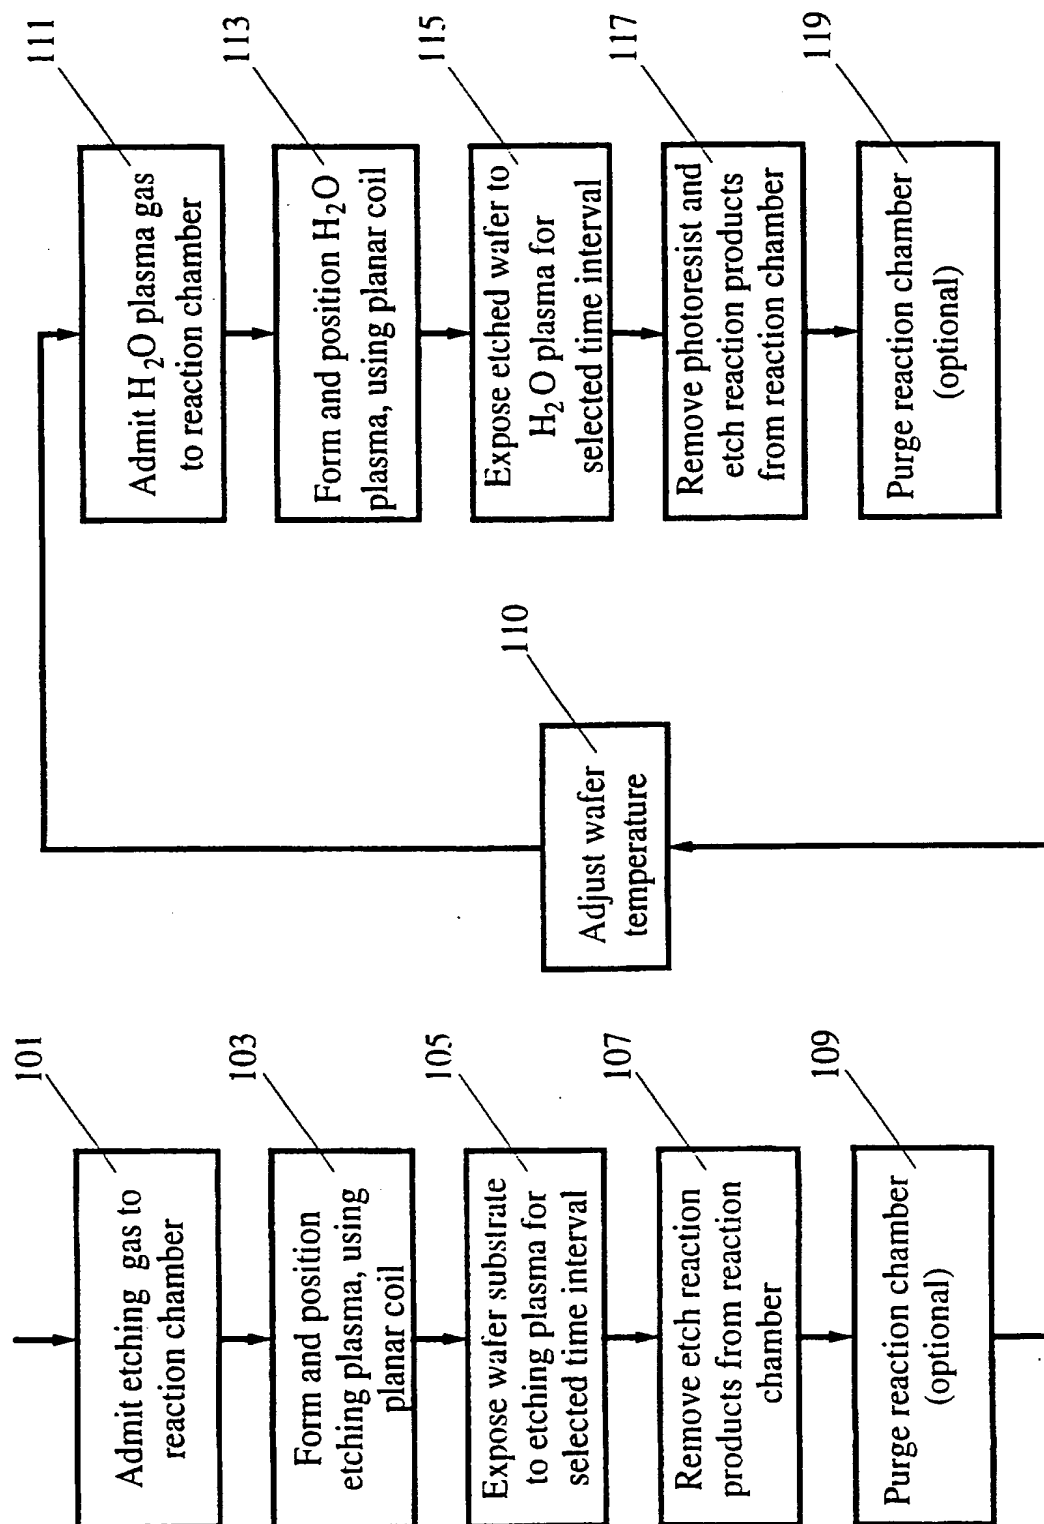 101
Admit etching gas to
reaction chamber
103
Form and position
etching plasma, using
planar coil
105
Expose wafer substrate
to etching plasma for
selected time interval
107
Remove etch reaction
products from reaction
chamber
109
Purge reaction chamber
(optional)
110
Adjust wafer
temperature
111
Admit H₂O plasma gas
to reaction chamber
113
Form and position H₂O
plasma, using planar coil
115
Expose etched wafer to
H₂O plasma for
selected time interval
117
Remove photoresist and
etch reaction products
from reaction chamber
119
Purge reaction chamber
(optional)